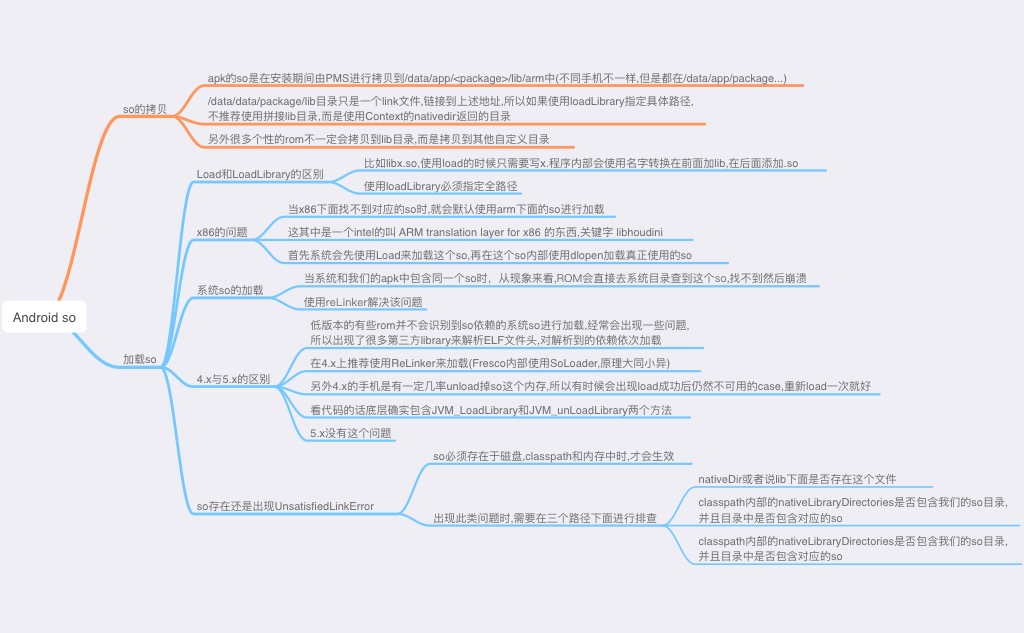 Android so
so的拷贝
apk的so是在安装期间由PMS进行拷贝到/data/app/<package>/lib/arm中(不同手机不一样,但是都在/data/app/package...)
/data/data/package/lib目录只是一个link文件,链接到上述地址,所以如果使用loadLibrary指定具体路径,
不推荐使用拼接lib目录,而是使用Context的nativedir返回的目录
另外很多个性的rom不一定会拷贝到lib目录,而是拷贝到其他自定义目录
加载so
Load和LoadLibrary的区别
比如libx.so,使用load的时候只需要写x.程序内部会使用名字转换在前面加lib,在后面添加.so
使用loadLibrary必须指定全路径
x86的问题
当x86下面找不到对应的so时,就会默认使用arm下面的so进行加载
这其中是一个intel的叫 ARM translation layer for x86 的东西,关键字 libhoudini
首先系统会先使用Load来加载这个so,再在这个so内部使用dlopen加载真正使用的so
系统so的加载
当系统和我们的apk中包含同一个so时，从现象来看,ROM会直接去系统目录查到这个so,找不到然后崩溃
使用reLinker解决该问题
4.x与5.x的区别
低版本的有些rom并不会识别到so依赖的系统so进行加载,经常会出现一些问题,
所以出现了很多第三方library来解析ELF文件头,对解析到的依赖依次加载
在4.x上推荐使用ReLinker来加载(Fresco内部使用SoLoader,原理大同小异)
另外4.x的手机是有一定几率unload掉so这个内存,所以有时候会出现load成功后仍然不可用的case,重新load一次就好
看代码的话底层确实包含JVM_LoadLibrary和JVM_unLoadLibrary两个方法
5.x没有这个问题
so存在还是出现UnsatisfiedLinkError
so必须存在于磁盘,classpath和内存中时,才会生效
出现此类问题时,需要在三个路径下面进行排查
nativeDir或者说lib下面是否存在这个文件
classpath内部的nativeLibraryDirectories是否包含我们的so目录,
并且目录中是否包含对应的so
classpath内部的nativeLibraryDirectories是否包含我们的so目录,
并且目录中是否包含对应的so